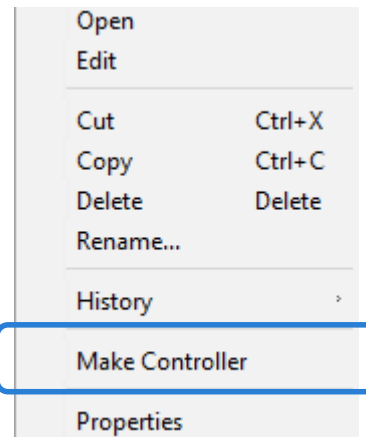 Open
Edit
Cut Ctrl+X
Copy Ctrl+C
Delete Delete
Rename...
History
Make Controller
Properties